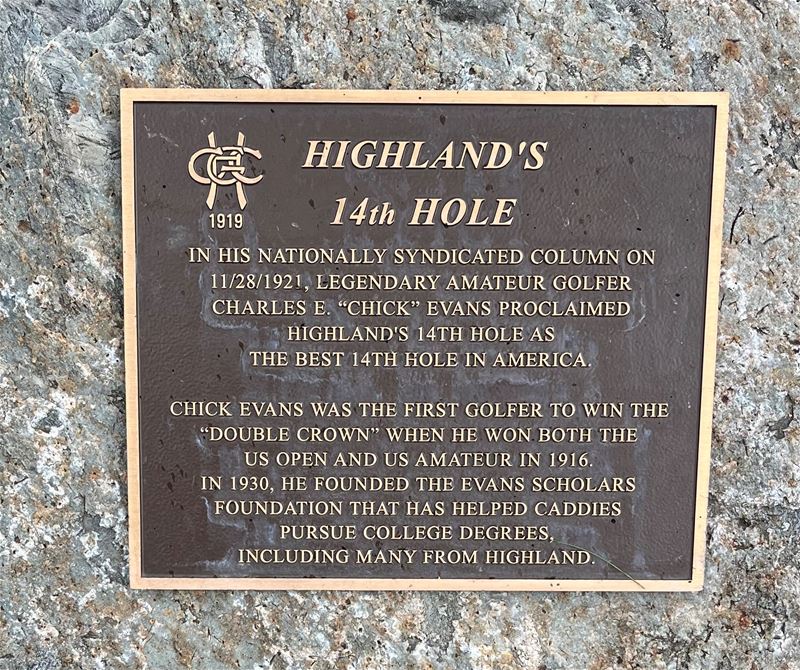 HIGHLAND'S
14th HOLE
1919
IN HIS NATIONALLY SYNDICATED COLUMN ON
11/28/1921, LEGENDARY AMATEUR GOLFER
CHARLES E. “CHICK” EVANS PROCLAIMED
HIGHLAND'S 14TH HOLE AS
THE BEST 14TH HOLE IN AMERICA.
CHICK EVANS WAS THE FIRST GOLFER TO WIN THE
“DOUBLE CROWN” WHEN HE WON BOTH THE
US OPEN AND US AMATEUR IN 1916.
IN 1930, HE FOUNDED THE EVANS SCHOLARS
FOUNDATION THAT HAS HELPED CADDIES
PURSUE COLLEGE DEGREES,
INCLUDING MANY FROM HIGHLAND.